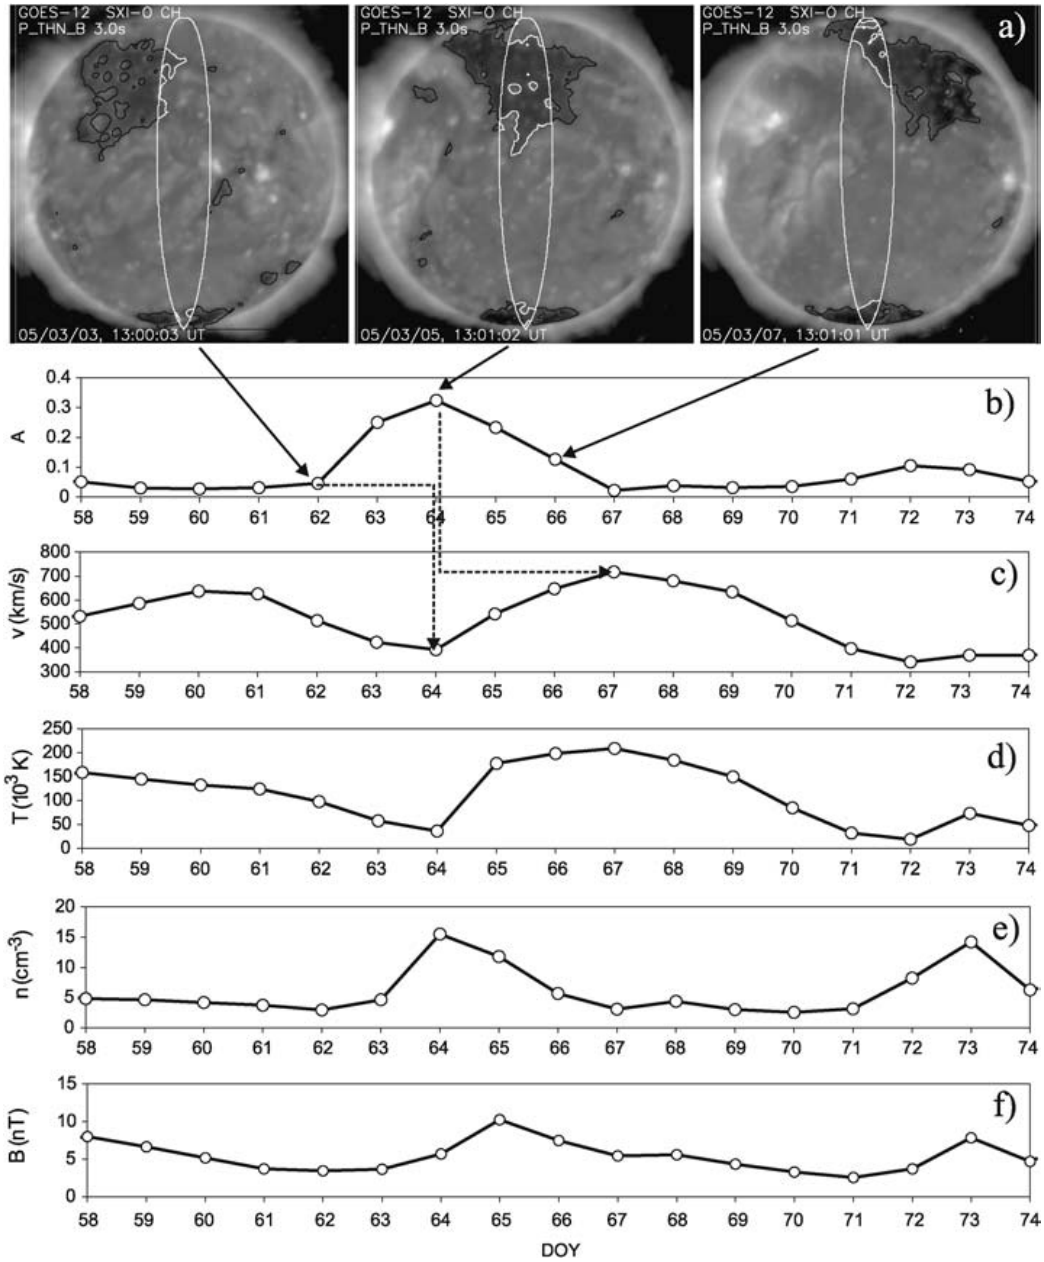 GOES-12 SXI-O CH
P_THN_B 3.0s
05/03/03, 13:00:03 UT
GOES-12 SXI-O CH
P_THN_B 3.0s
05/03/05, 13:01:02 UT
GOES-12 SXI-O CH
P_THN_B 3.0s
a)
05/03/07, 13:01:01 UT
0.4
0.3
0.2
0.1
0
A
b)
58 59 60 61 62 63 64 65 66 67 68 69 70 71 72 73 74
800
700
600
500
400
300
v (km/s)
c)
58 59 60 61 62 63 64 65 66 67 68 69 70 71 72 73 74
250
200
150
100
50
0
T (10³ K)
d)
58 59 60 61 62 63 64 65 66 67 68 69 70 71 72 73 74
20
15
10
5
0
n (cm⁻³)
e)
58 59 60 61 62 63 64 65 66 67 68 69 70 71 72 73 74
15
10
5
0
B (nT)
f)
58 59 60 61 62 63 64 65 66 67 68 69 70 71 72 73 74
DOY